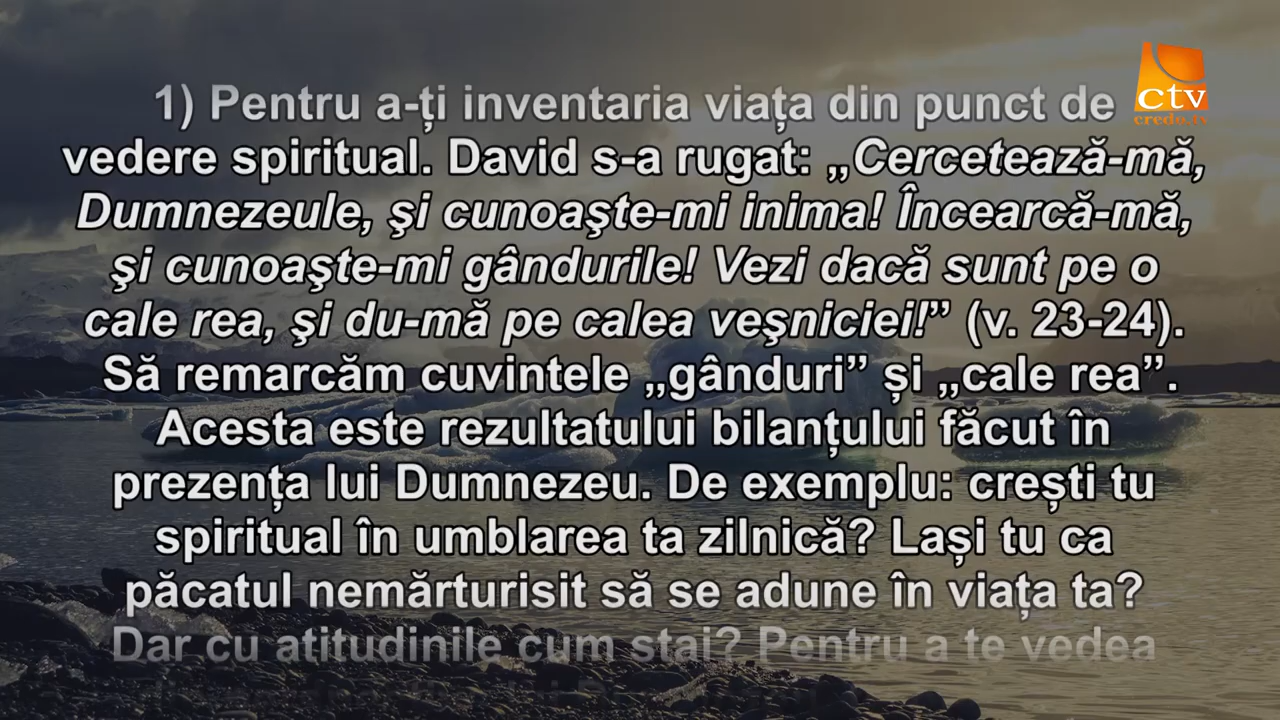 ctv
credo.tv
1) Pentru a-ți inventaria viața din punct de
vedere spiritual. David s-a rugat: „Cercetează-mă,
Dumnezeule, şi cunoaşte-mi inima! Încearcă-mă,
şi cunoaşte-mi gândurile! Vezi dacă sunt pe o
cale rea, şi du-mă pe calea veşniciei!” (v. 23-24).
Să remarcăm cuvintele „gânduri” și „cale rea”.
Acesta este rezultatului bilanțului făcut în
prezența lui Dumnezeu. De exemplu: crești tu
spiritual în umblarea ta zilnică? Lași tu ca
păcatul nemărturisit să se adune în viața ta?
Dar cu atitudinile cum stai? Pentru a te vedea